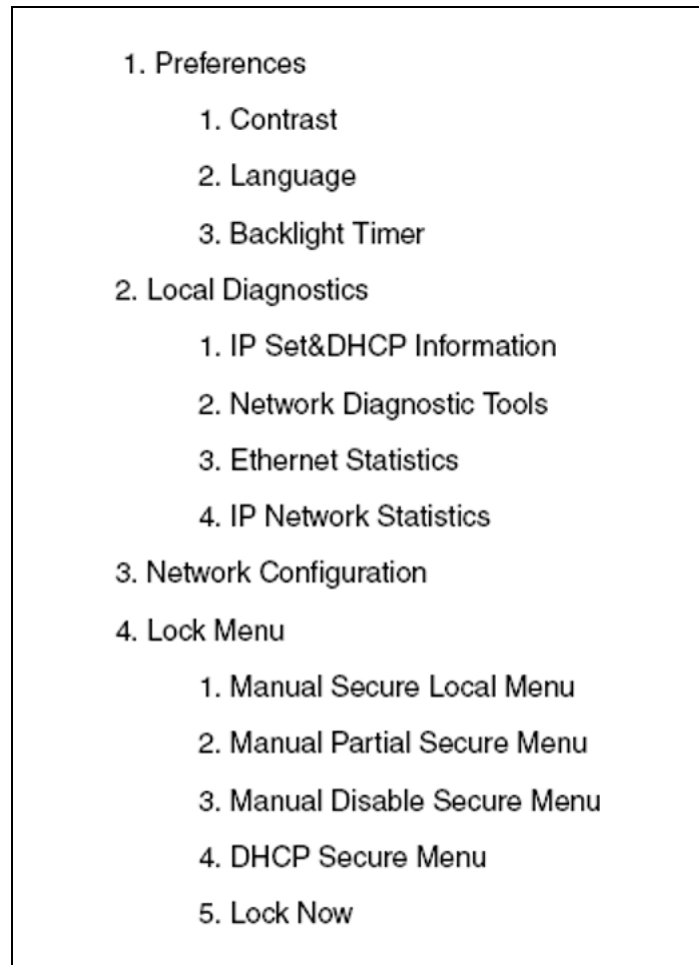 1. Preferences
1. Contrast
2. Language
3. Backlight Timer
2. Local Diagnostics
1. IP Set&DHCP Information
2. Network Diagnostic Tools
3. Ethernet Statistics
4. IP Network Statistics
3. Network Configuration
4. Lock Menu
1. Manual Secure Local Menu
2. Manual Partial Secure Menu
3. Manual Disable Secure Menu
4. DHCP Secure Menu
5. Lock Now